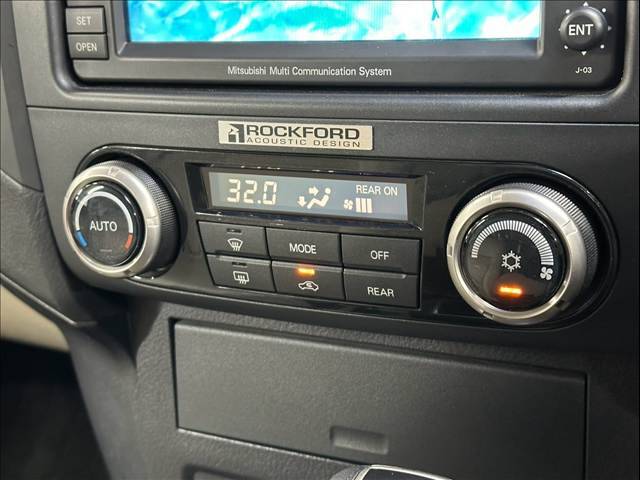 SET
OPEN
ENT
Mitsubishi Multi Communication System
J-03
ROCKFORD
ACOUSTIC DESIGN
AUTO
32.0
REAR ON
MODE
OFF
REAR